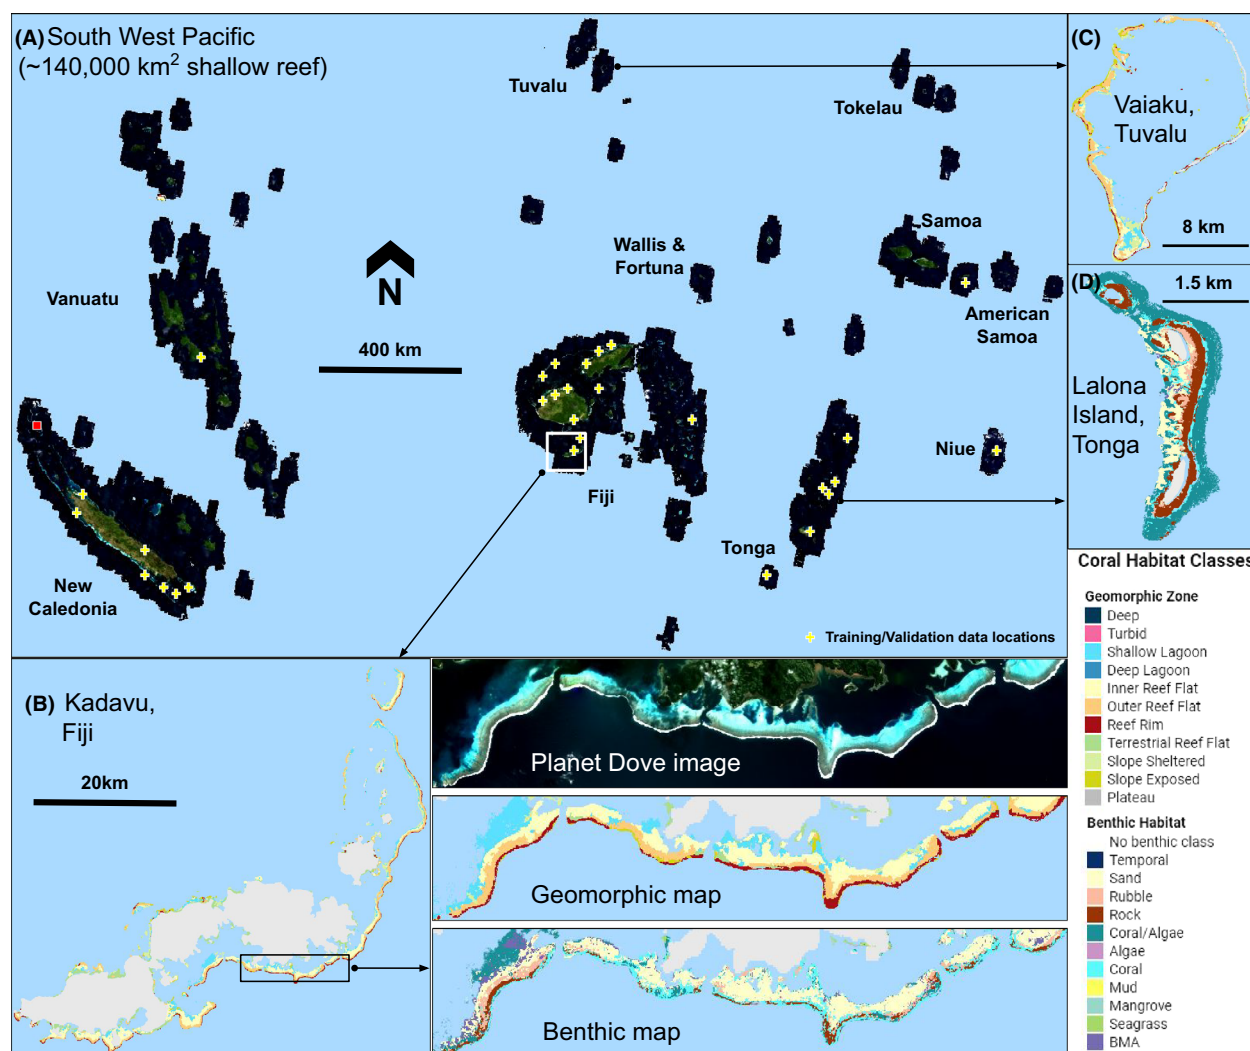 (A) South West Pacific
(~140,000 km² shallow reef)
Tuvalu
Tokelau
Samoa
Wallis &
Fortuna
Vanuatu
N
400 km
American
Samoa
Niue
Fiji
Tonga
New
Caledonia
Training/Validation data locations
(C)
Vaiaku,
Tuvalu
8 km
(D)
1.5 km
Lalona
Island,
Tonga
(B) Kadavu,
Fiji
20km
Planet Dove image
Geomorphic map
Benthic map
Coral Habitat Classes
Geomorphic Zone
Deep
Turbid
Shallow Lagoon
Deep Lagoon
Inner Reef Flat
Outer Reef Flat
Reef Rim
Terrestrial Reef Flat
Slope Sheltered
Slope Exposed
Plateau
Benthic Habitat
No benthic class
Temporal
Sand
Rubble
Rock
Coral/Algae
Algae
Coral
Mud
Mangrove
Seagrass
BMA